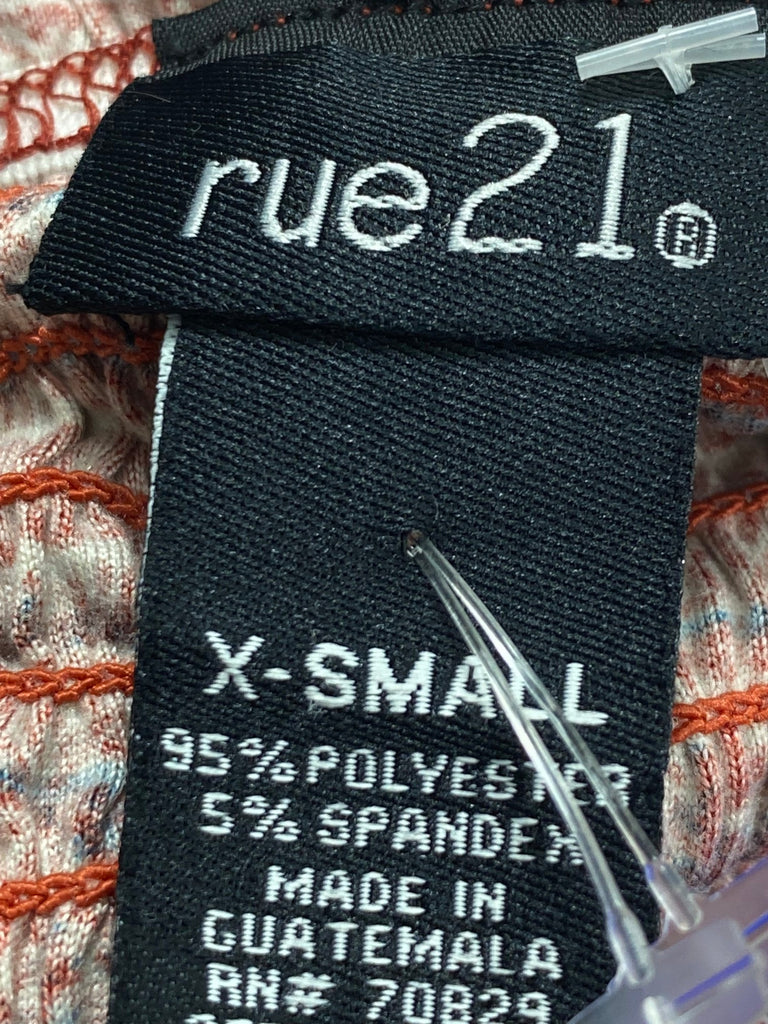 rue21®
X-SMALL
95% POLYESTER
5% SPANDEX
MADE IN
GUATEMALA
RN# 70829